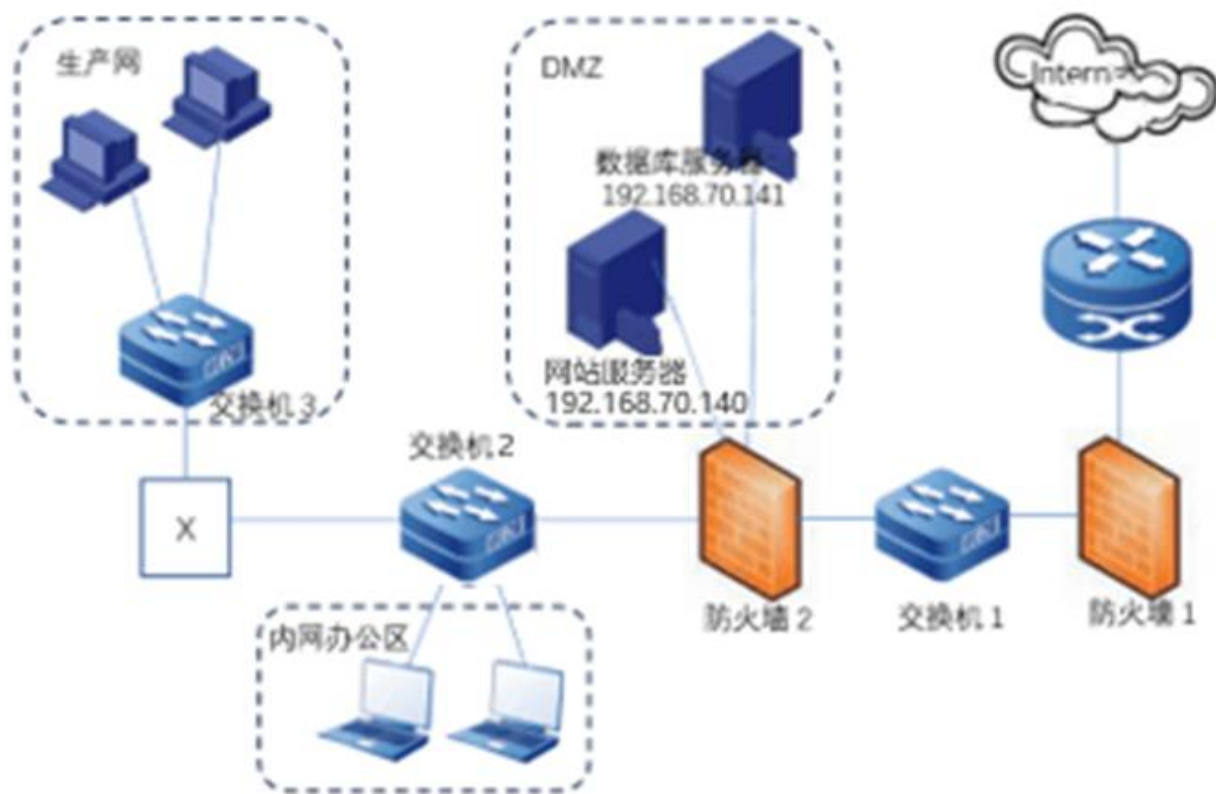 生产网
DMZ
Intern
数据库服务器
192.168.70.141
网站服务器
192.168.70.140
交换机3
交换机2
X
防火墙2
交换机1
防火墙1
内网办公区